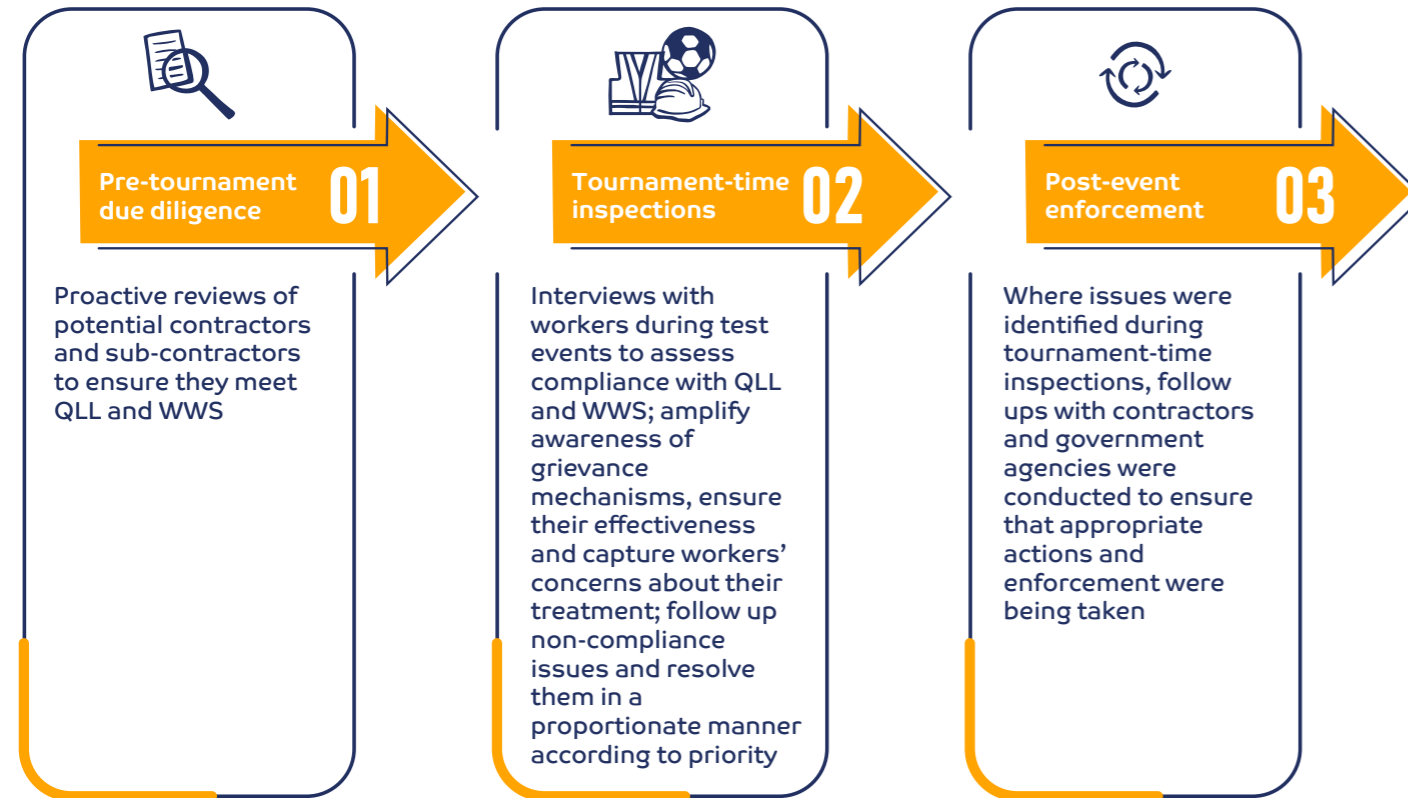 Pre-tournament
due diligence
01
Proactive reviews of
potential contractors
and sub-contractors
to ensure they meet
QLL and WWS
Tournament-time
inspections
02
Interviews with
workers during test
events to assess
compliance with QLL
and WWS; amplify
awareness of
grievance
mechanisms, ensure
their effectiveness
and capture workers’
concerns about their
treatment; follow up
non-compliance
issues and resolve
them in a
proportionate manner
according to priority
Post-event
enforcement
03
Where issues were
identified during
tournament-time
inspections, follow
ups with contractors
and government
agencies were
conducted to ensure
that appropriate
actions and
enforcement were
being taken